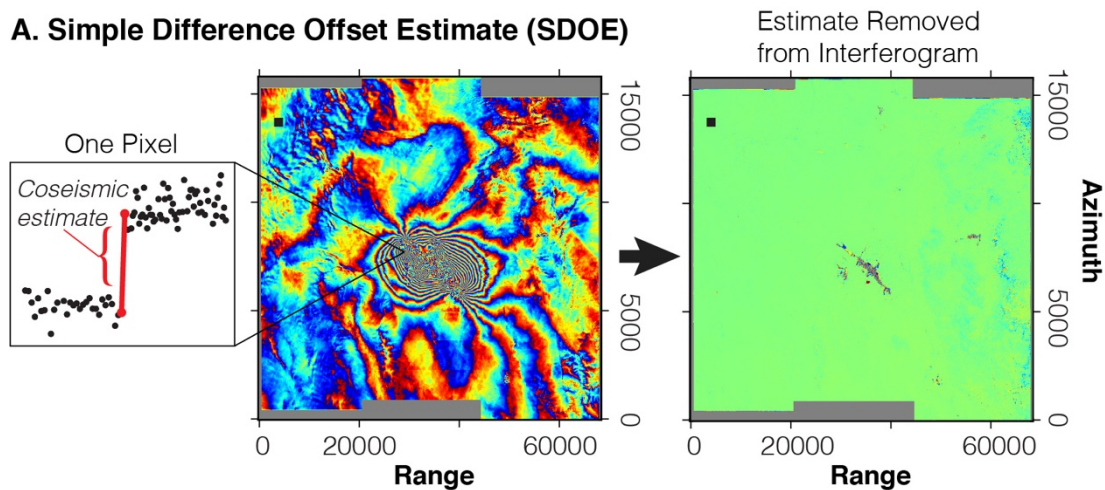 A. Simple Difference Offset Estimate (SDOE)
Estimate Removed
from Interferogram
One Pixel
Coseismic
estimate
15000
5000
0
0
20000
60000
Range
15000
5000
0
Azimuth
0
20000
60000
Range